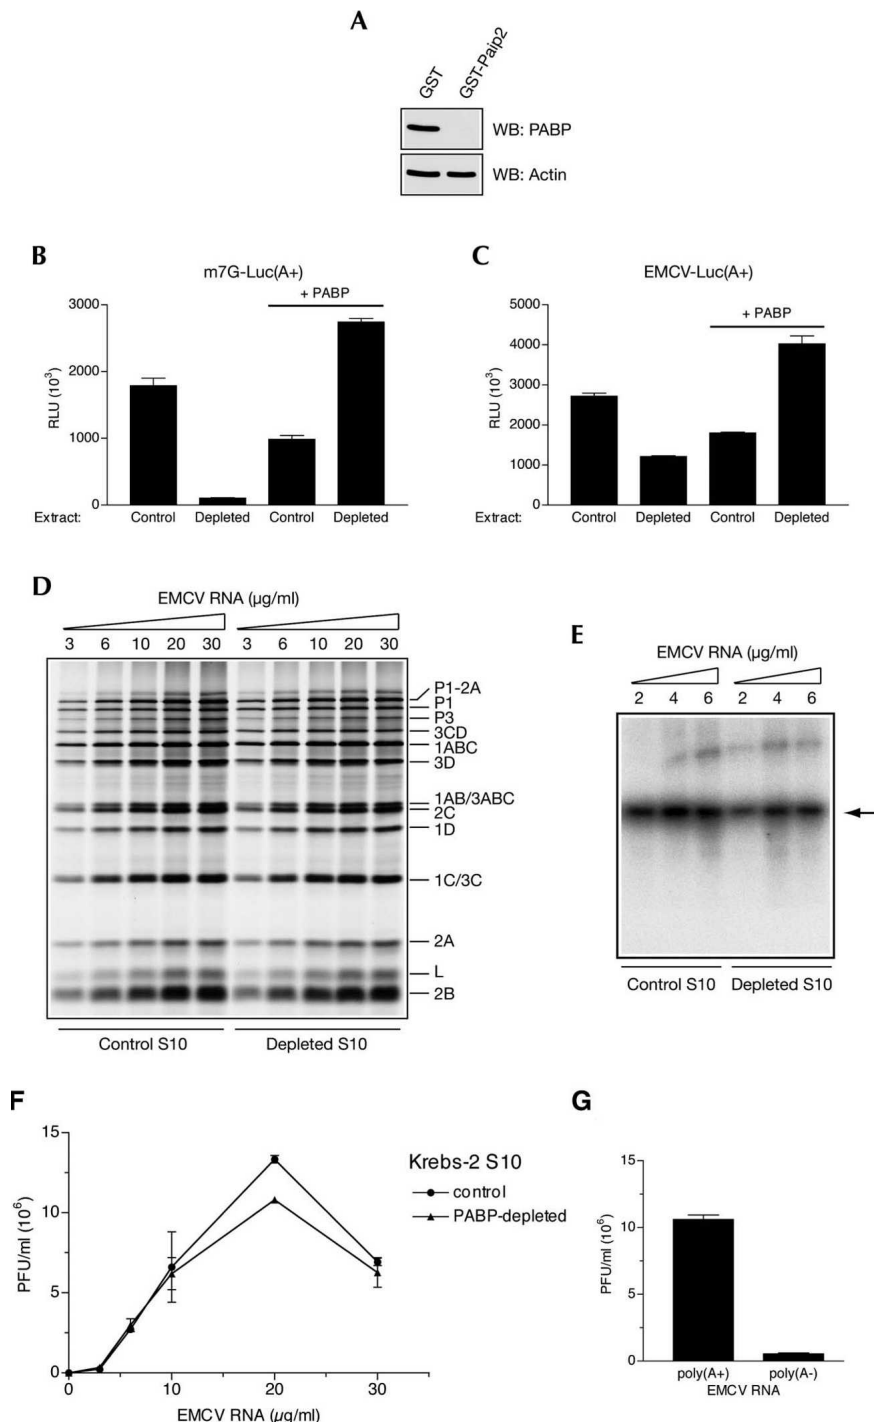 A
GST
GST-Paip2
WB: PABP
WB: Actin
B
m7G-Luc(A+)
+ PABP
3000
2000
1000
0
RLU (10³)
Extract:
Control
Depleted
Control
Depleted
C
EMCV-Luc(A+)
+ PABP
5000
4000
3000
2000
1000
0
RLU (10³)
Extract:
Control
Depleted
Control
Depleted
D
EMCV RNA (µg/ml)
3 6 10 20 30 3 6 10 20 30
P1-2A
P1
P3
3CD
1ABC
3D
1AB/3ABC
2C
1D
1C/3C
2A
L
2B
Control S10
Depleted S10
E
EMCV RNA (µg/ml)
2 4 6 2 4 6
Control S10
Depleted S10
F
15
10
5
0
PFU/ml (10⁶)
0 10 20 30
EMCV RNA (µg/ml)
Krebs-2 S10
control
PABP-depleted
G
15
10
5
0
PFU/ml (10⁶)
poly(A+)
poly(A-)
EMCV RNA